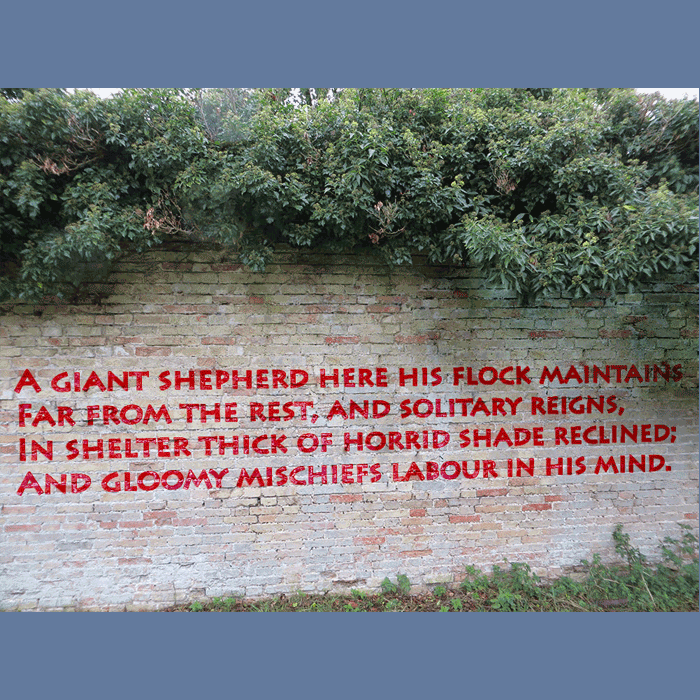 A GIANT SHEPHERD HERE HIS FLOCK MAINTAINS
FAR FROM THE REST, AND SOLITARY REIGNS,
IN SHELTER THICK OF HORRID SHADE RECLINED;
AND GLOOMY MISCHIEFS LABOUR IN HIS MIND.